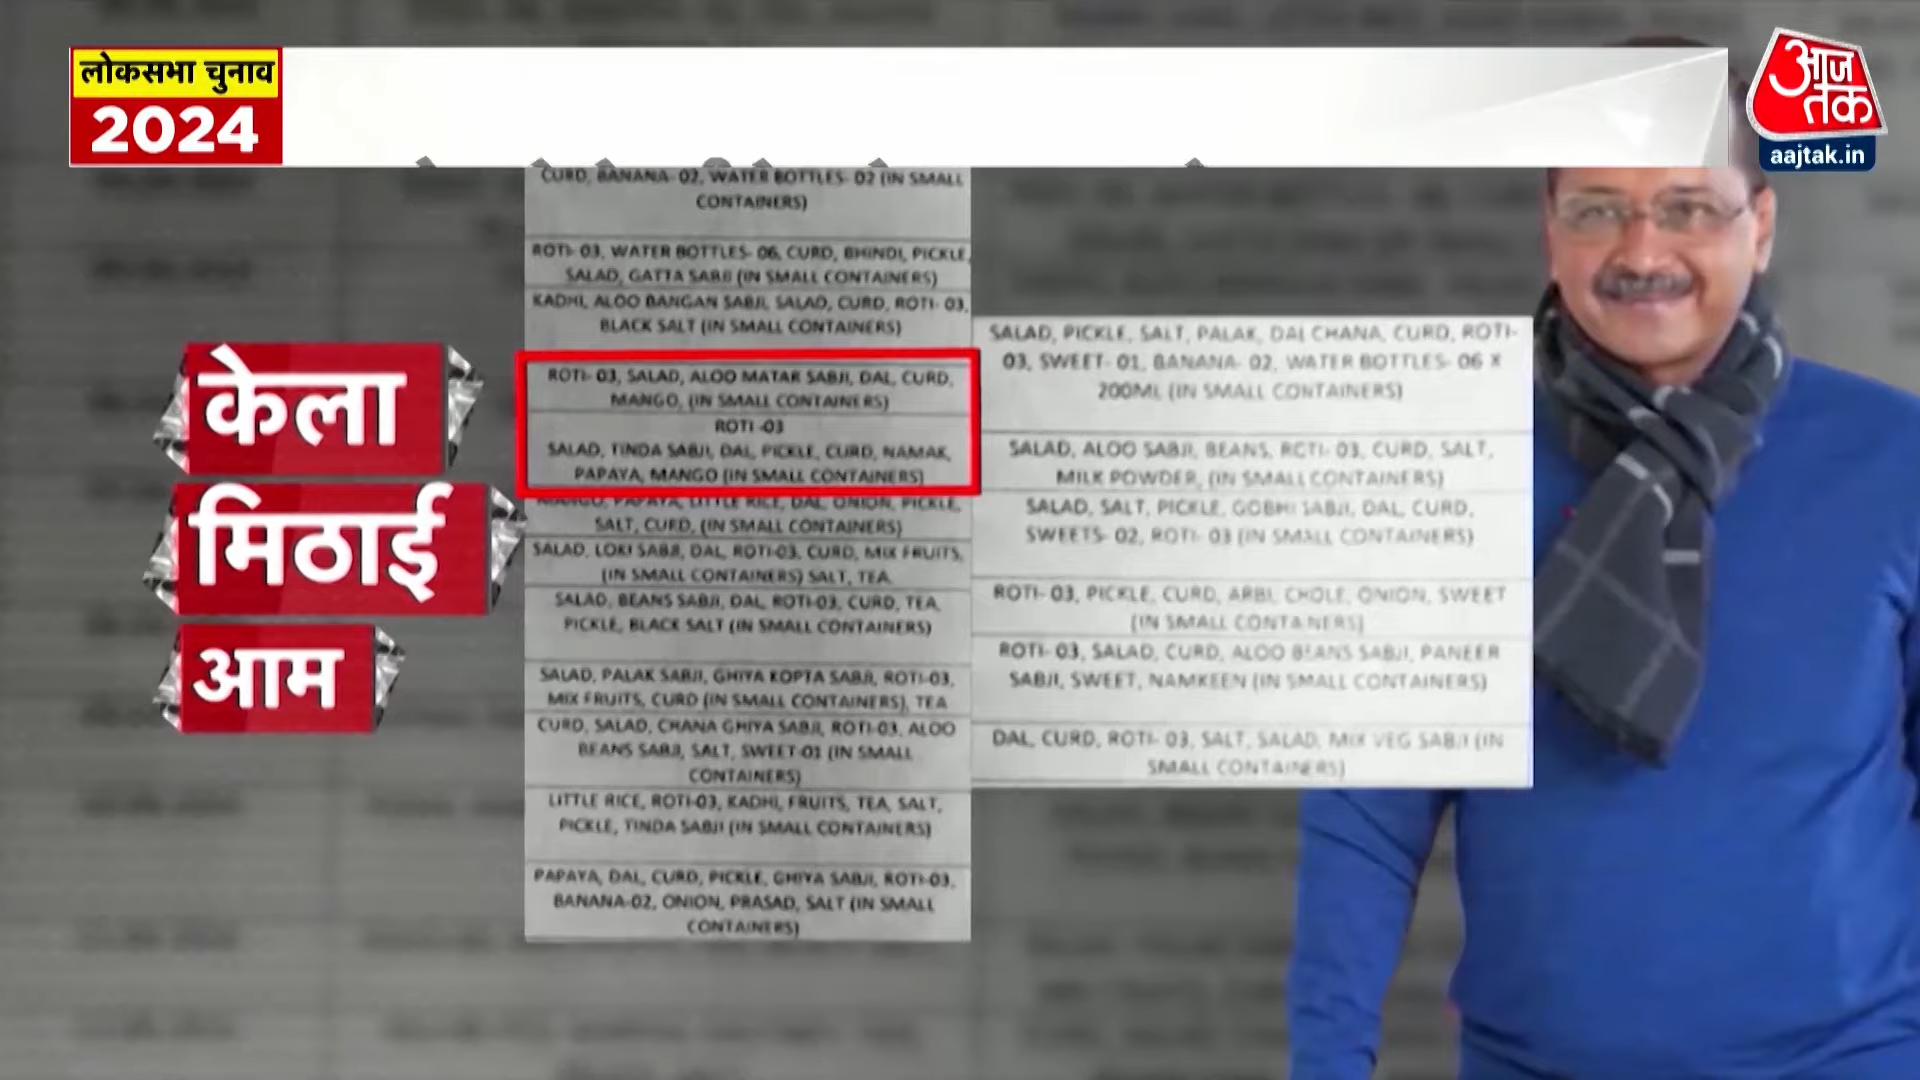 लोकसभा चुनाव
2024
आज
तक
aajtak.in
केला
मिठाई
आम
CURD, BANANA- 02, WATER BOTTLES- 02 (IN SMALL
CONTAINERS)
ROTI- 03, WATER BOTTLES- 06, CURD, BHINDI, PICKLE,
SALAD, GATTA SABJI (IN SMALL CONTAINERS)
KADHI, ALOO BANGAN SABJI, SALAD, CURD, ROTI- 03,
BLACK SALT (IN SMALL CONTAINERS)
ROTI- 03, SALAD, ALOO MATAR SABJI, DAL, CURD,
MANGO, (IN SMALL CONTAINERS)
ROTI -03
SALAD, TINDA SABJI, DAL, PICKLE, CURD, NAMAK,
PAPAYA, MANGO (IN SMALL CONTAINERS)
MANGO, PAPAYA, LITTLE RICE, DAL, ONION, PICKLE,
SALT, CURD, (IN SMALL CONTAINERS)
SALAD, LOKI SABJI, DAL, ROTI-03, CURD, MIX FRUITS,
(IN SMALL CONTAINERS) SALT, TEA
SALAD, BEANS SABJI, DAL, ROTI-03, CURD, TEA,
PICKLE, BLACK SALT (IN SMALL CONTAINERS)
SALAD, PALAK SABJI, GHIYA KOPTA SABJI, ROTI-03,
MIX FRUITS, CURD (IN SMALL CONTAINERS), TEA
CURD, SALAD, CHANA GHIYA SABJI, ROTI-03, ALOO
BEANS SABJI, SALT, SWEET-01 (IN SMALL
CONTAINERS)
LITTLE RICE, ROTI-03, KADHI, FRUITS, TEA, SALT,
PICKLE, TINDA SABJI (IN SMALL CONTAINERS)
PAPAYA, DAL, CURD, PICKLE, GHIYA SABJI, ROTI-03,
BANANA-02, ONION, PRASAD, SALT (IN SMALL
CONTAINERS)
SALAD, PICKLE, SALT, PALAK, DAL CHANA, CURD, ROTI-
03, SWEET- 01, BANANA- 02, WATER BOTTLES- 06 X
200ML (IN SMALL CONTAINERS)
SALAD, ALOO SABJI, BEANS, ROTI- 03, CURD, SALT,
MILK POWDER, (IN SMALL CONTAINERS)
SALAD, SALT, PICKLE, GOBHI SABJI, DAL, CURD,
SWEETS- 02, ROTI- 03 (IN SMALL CONTAINERS)
ROTI- 03, PICKLE, CURD, ARBI, CHOLE, ONION, SWEET
(IN SMALL CONTAINERS)
ROTI- 03, SALAD, CURD, ALOO BEANS SABJI, PANEER
SABJI, SWEET, NAMKEEN (IN SMALL CONTAINERS)
DAL, CURD, ROTI- 03, SALT, SALAD, MIX VEG SABJI (IN
SMALL CONTAINERS)